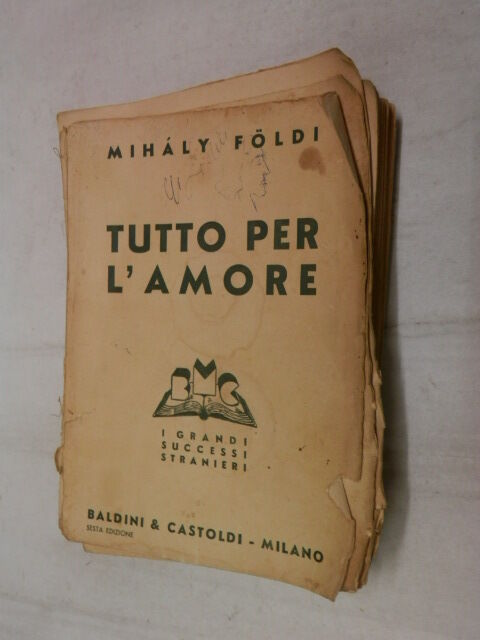 MIHÁLY FÖLDI
TUTTO PER
L'AMORE
BMC
I GRANDI
SUCCESSI
STRANIERI
BALDINI & CASTOLDI - MILANO
SESTA EDIZIONE